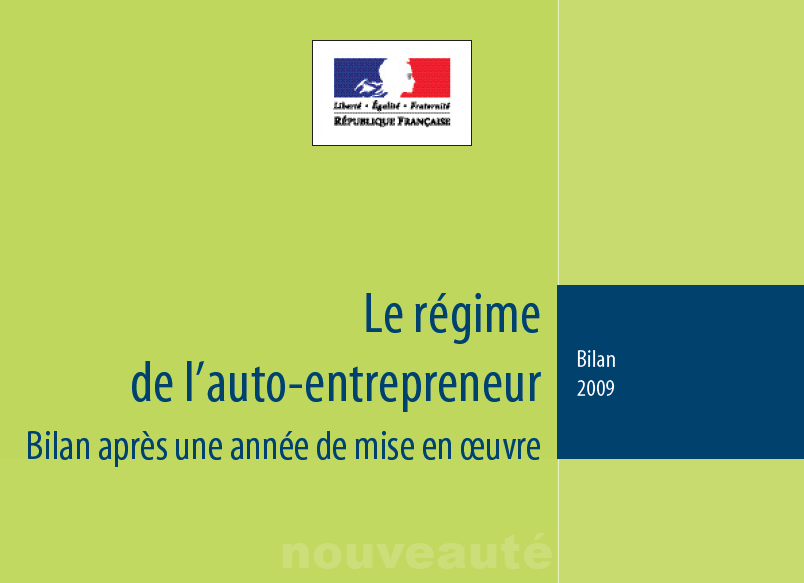 Liberté • Égalité • Fraternité
RÉPUBLIQUE FRANÇAISE
Le régime
de l’auto-entrepreneur
Bilan après une année de mise en œuvre
Bilan
2009
nouveauté